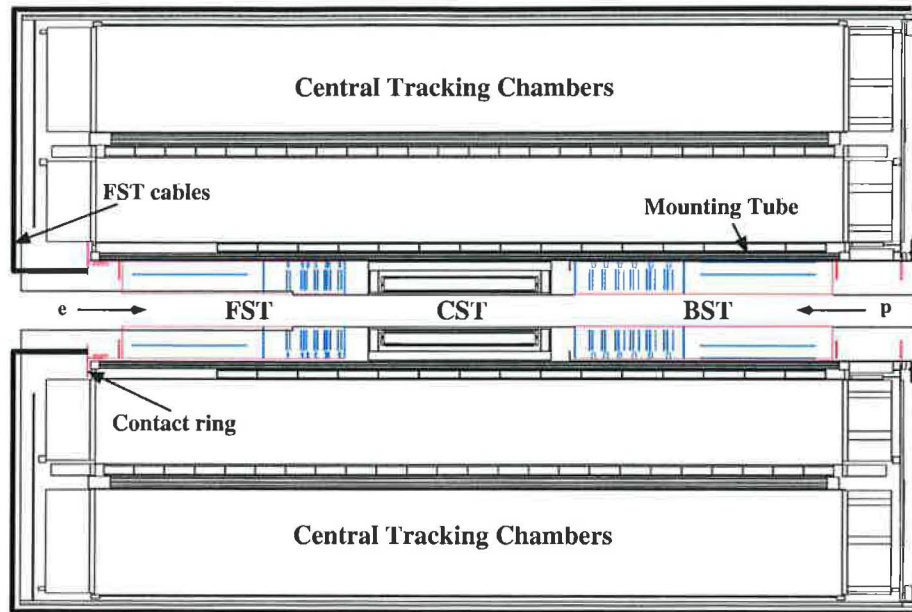 Central Tracking Chambers
FST cables
Mounting Tube
e FST CST BST p
Contact ring
Central Tracking Chambers